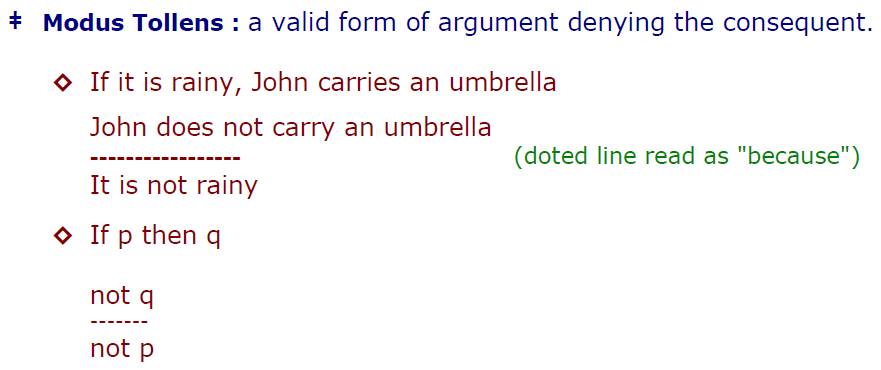 ‡ Modus Tollens : a valid form of argument denying the consequent.
◇ If it is rainy, John carries an umbrella
John does not carry an umbrella
----------------- (doted line read as "because")
It is not rainy
◇ If p then q
not q
-------
not p